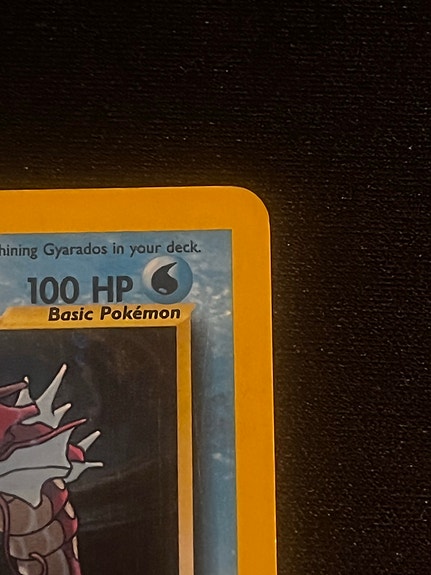 hining Gyarados in your deck.
100 HP
Basic Pokémon